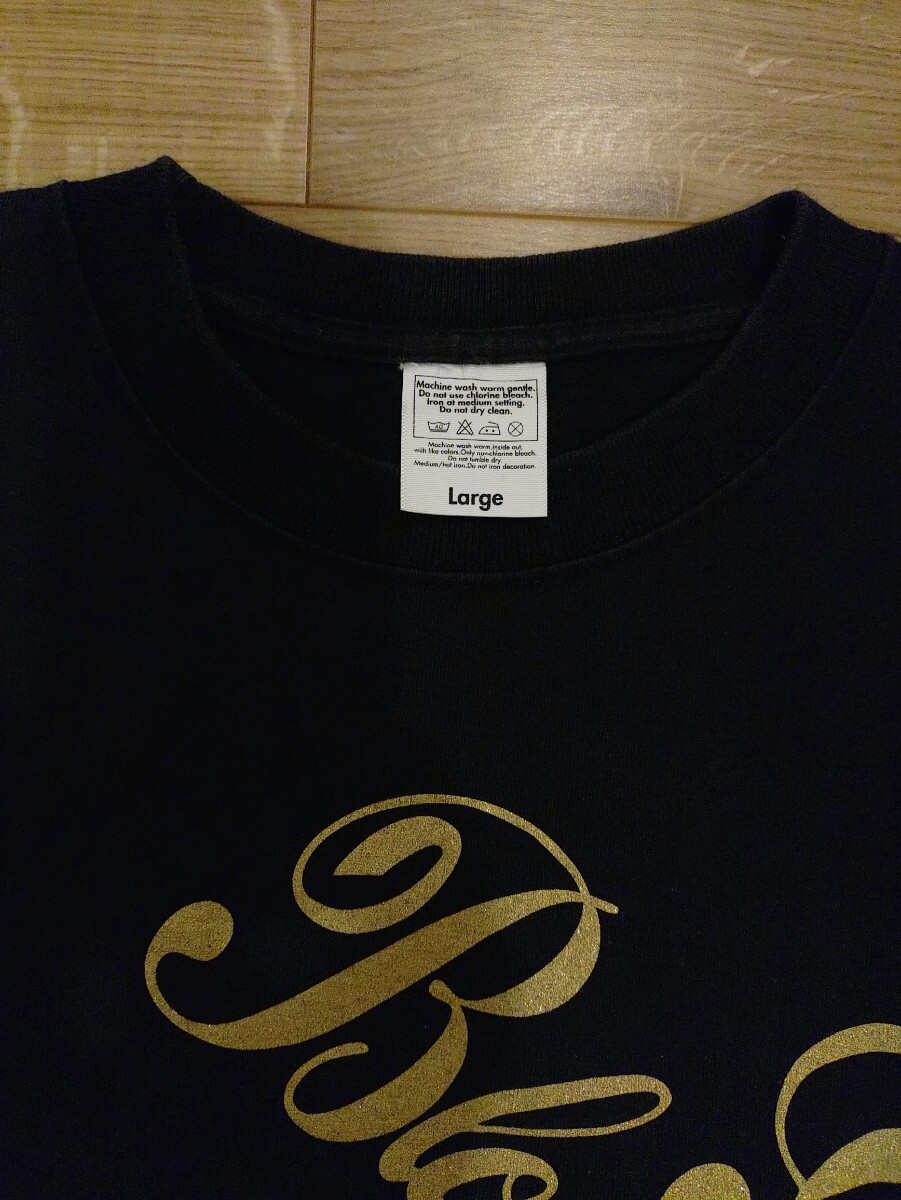 Machine wash warm gentle.
Do not use chlorine bleach.
Iron at medium setting.
Do not dry clean.
40
Machine wash warm,inside out,
with like colors.Only non-chlorine bleach.
Do not tumble dry.
Medium/hot iron.Do not iron decoration.
Large